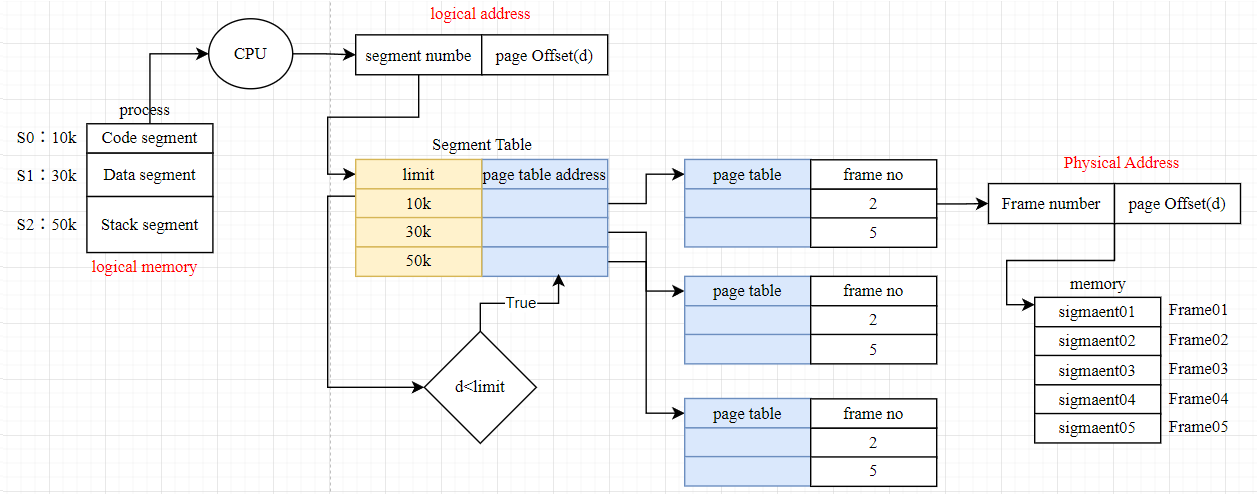 logical address
CPU
segment numbe
page Offset(d)
process
S0：10k
Code segment
S1：30k
Data segment
S2：50k
Stack segment
logical memory
Segment Table
limit
page table address
10k
30k
50k
True
d<limit
page table
frame no
2
5
page table
frame no
2
5
page table
frame no
2
5
Physical Address
Frame number
page Offset(d)
memory
sigmaent01
Frame01
sigmaent02
Frame02
sigmaent03
Frame03
sigmaent04
Frame04
sigmaent05
Frame05